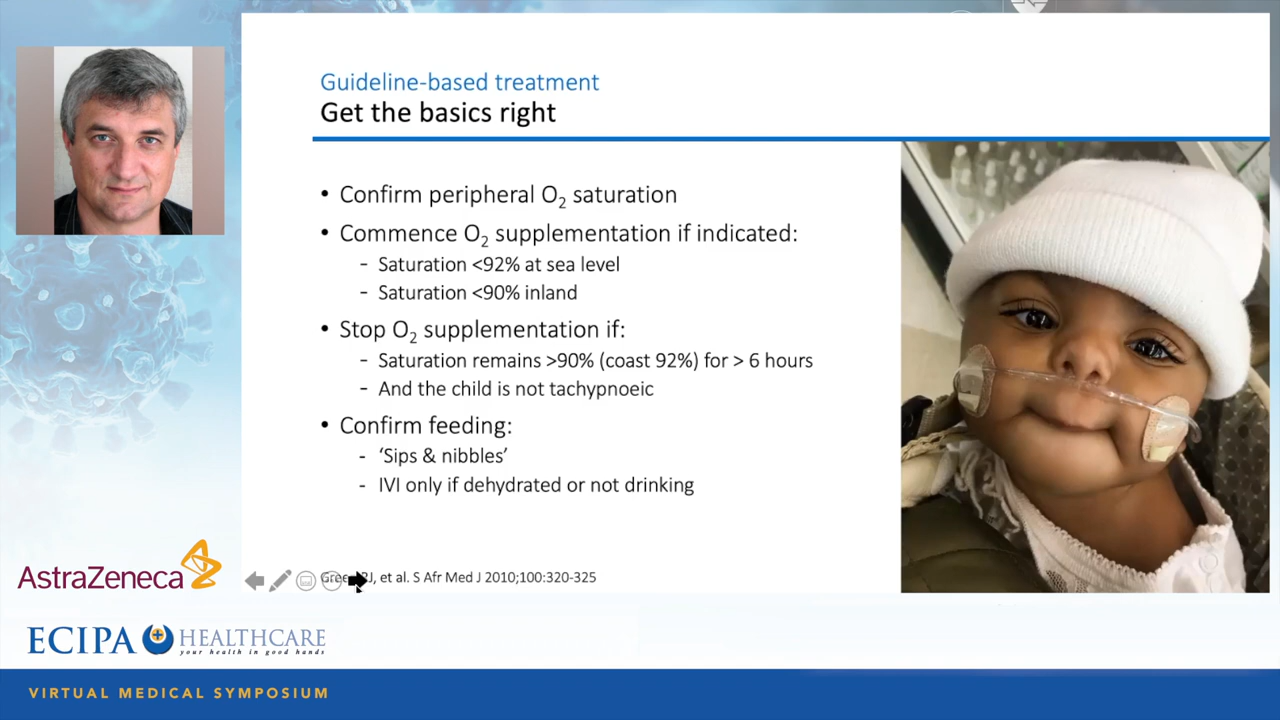 Guideline-based treatment
Get the basics right
• Confirm peripheral O₂ saturation
• Commence O₂ supplementation if indicated:
- Saturation <92% at sea level
- Saturation <90% inland
• Stop O₂ supplementation if:
- Saturation remains >90% (coast 92%) for > 6 hours
- And the child is not tachypnoeic
• Confirm feeding:
- ‘Sips & nibbles’
- IVI only if dehydrated or not drinking
et al. S Afr Med J 2010;100:320-325
AstraZeneca
ECIPA HEALTHCARE
your health in good hands
VIRTUAL MEDICAL SYMPOSIUM